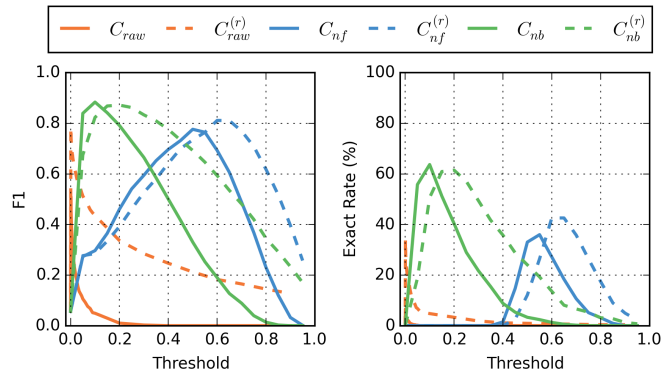 C_raw C_raw^(r) C_nf C_nf^(r) C_nb C_nb^(r)
1.0
0.8
0.6
0.4
0.2
0.0
F1
0.0 0.2 0.4 0.6 0.8 1.0
Threshold
100
80
60
40
20
0
Exact Rate (%)
0.0 0.2 0.4 0.6 0.8 1.0
Threshold